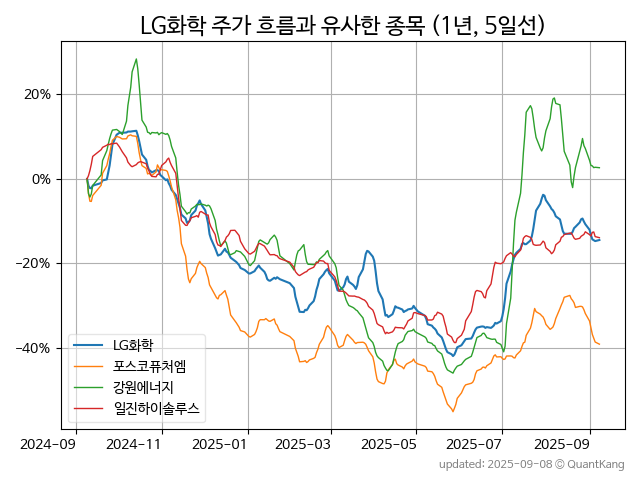 LG화학 주가 흐름과 유사한 종목 (1년, 5일선)
20%
0%
−20%
−40%
LG화학
포스코퓨처엠
강원에너지
일진하이솔루스
2024−09
2024−11
2025−01
2025−03
2025−05
2025−07
2025−09
updated: 2025-09-08 © QuantKang